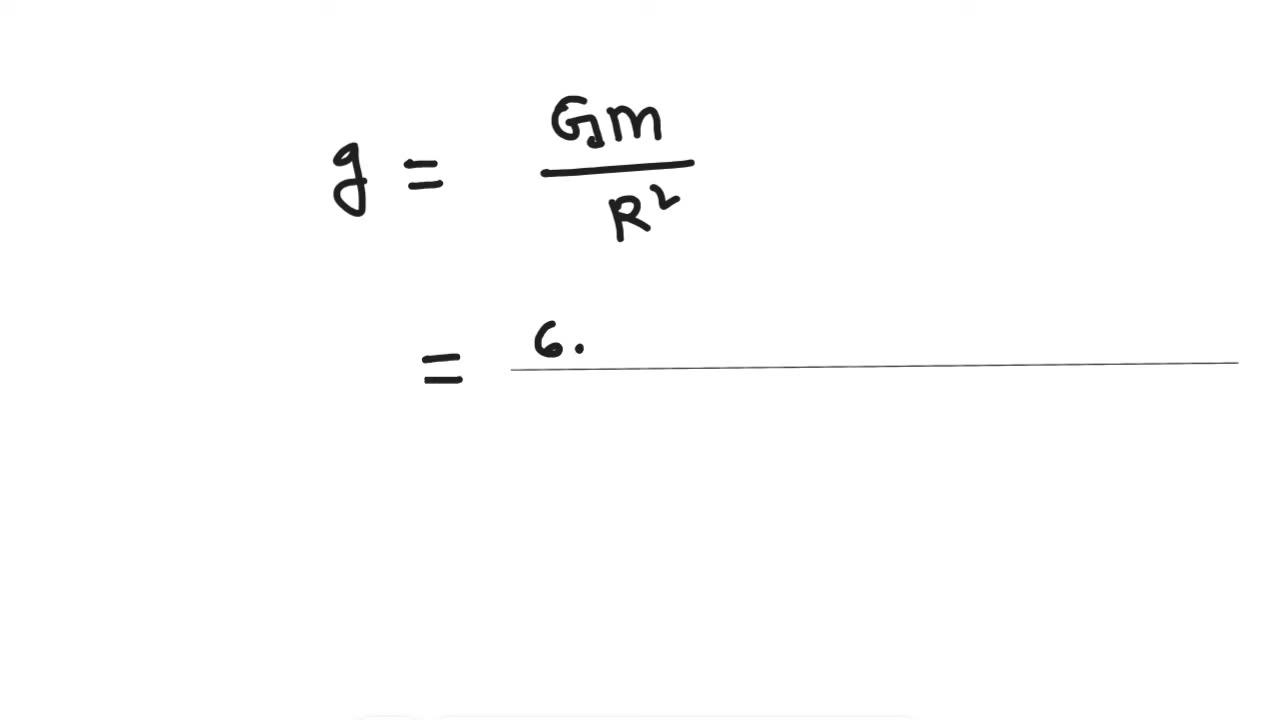 g = Gm
R²
= 6.